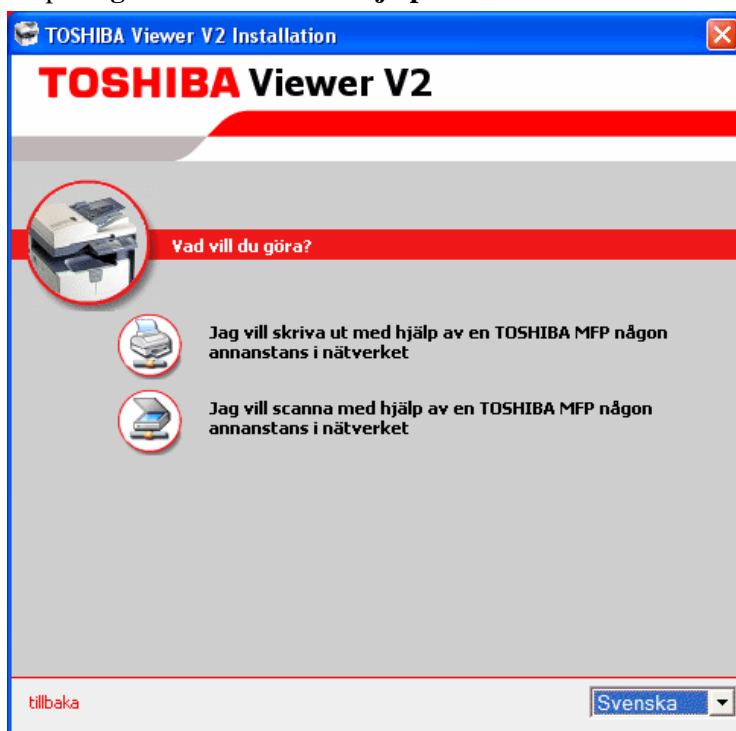 TOSHIBA Viewer V2 Installation
TOSHIBA Viewer V2
Vad vill du göra?
Jag vill skriva ut med hjälp av en TOSHIBA MFP någon
annanstans i nätverket
Jag vill scanna med hjälp av en TOSHIBA MFP någon
annanstans i nätverket
tillbaka
Svenska